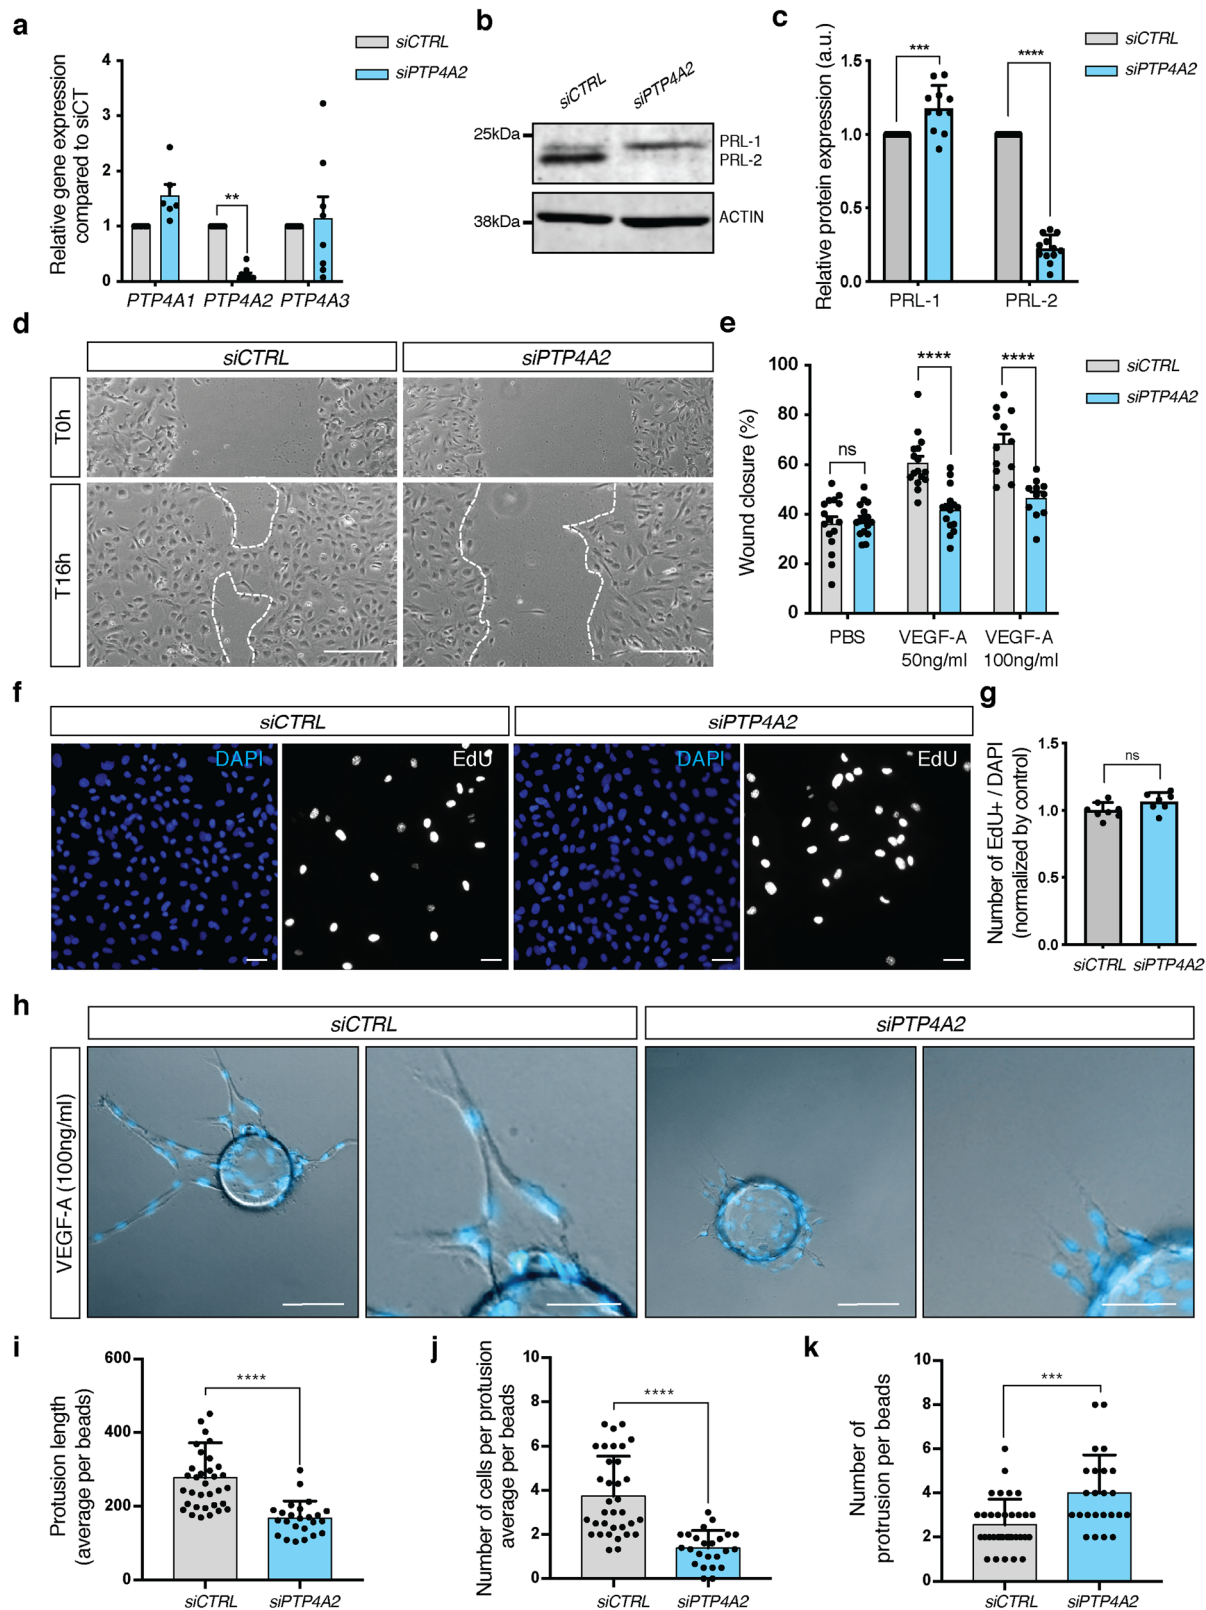 a
siCTRL
siPTP4A2
Relative gene expression
compared to siCT
4
3
2
1
0
**
PTP4A1 PTP4A2 PTP4A3
b
siCTRL siPTP4A2
25kDa
PRL-1
PRL-2
38kDa
ACTIN
c
siCTRL
siPTP4A2
Relative protein expression (a.u.)
1.5
1.0
0.5
0.0
*** ****
PRL-1 PRL-2
d
siCTRL siPTP4A2
T0h
T16h
e
siCTRL
siPTP4A2
Wound closure (%)
100
80
60
40
20
0
ns **** ****
PBS VEGF-A VEGF-A
50ng/ml 100ng/ml
f
siCTRL siPTP4A2
DAPI EdU DAPI EdU
g
Number of EdU+ / DAPI
(normalized by control)
1.5
1.0
0.5
0.0
ns
siCTRL siPTP4A2
h
siCTRL siPTP4A2
VEGF-A (100ng/ml)
i
Protusion length
(average per beads)
600
400
200
0
****
siCTRL siPTP4A2
j
Number of cells per protusion
average per beads
10
8
6
4
2
0
****
siCTRL siPTP4A2
k
Number of
protrusion per beads
10
8
6
4
2
0
***
siCTRL siPTP4A2